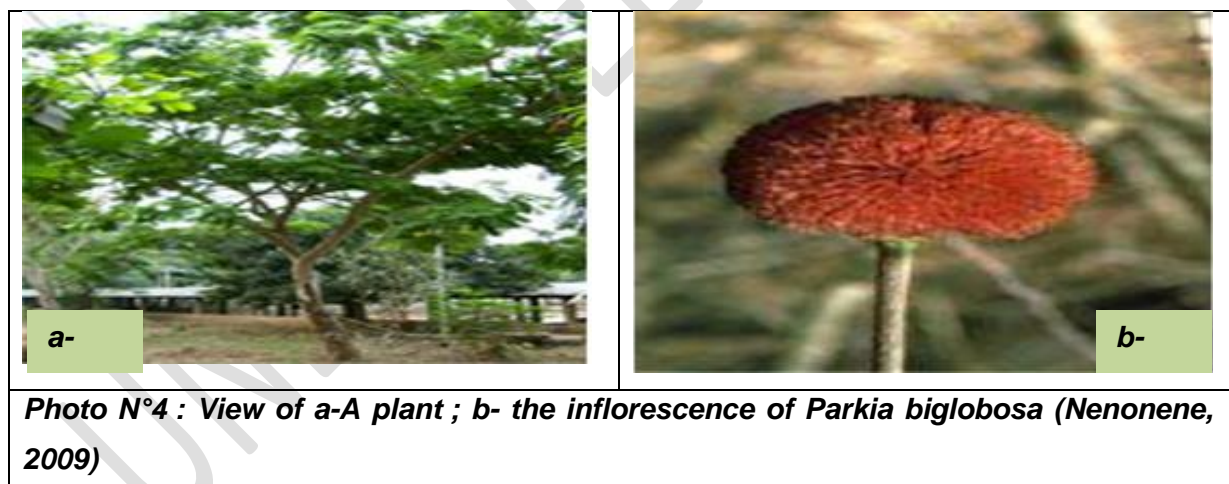 a-
b-
Photo N°4 : View of a-A plant ; b- the inflorescence of Parkia biglobosa (Nenonene,
2009)